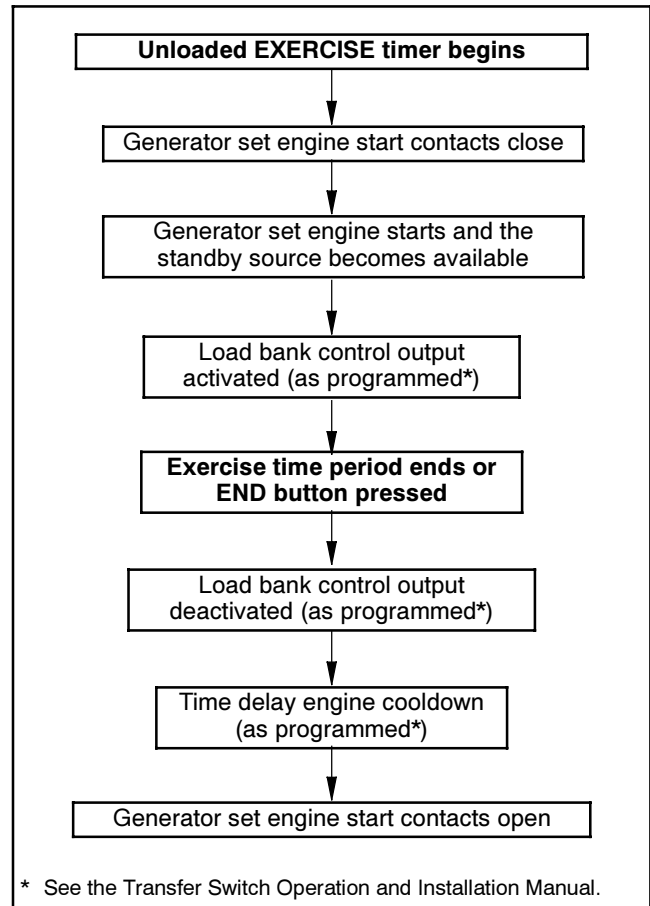 Unloaded EXERCISE timer begins
Generator set engine start contacts close
Generator set engine starts and the
standby source becomes available
Load bank control output
activated (as programmed*)
Exercise time period ends or
END button pressed
Load bank control output
deactivated (as programmed*)
Time delay engine cooldown
(as programmed*)
Generator set engine start contacts open
* See the Transfer Switch Operation and Installation Manual.